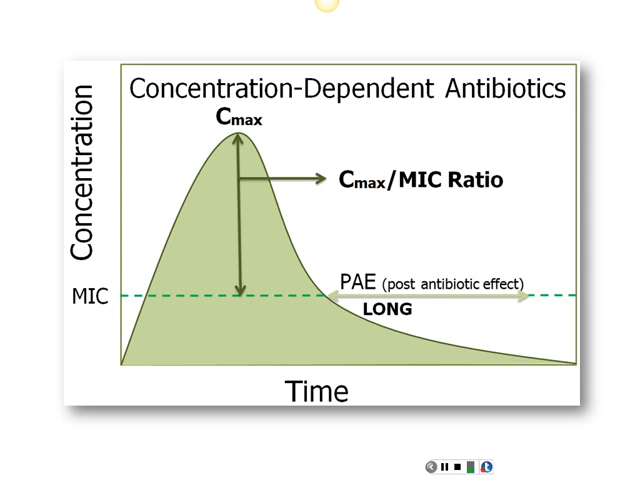 Concentration-Dependent Antibiotics
Cmax
Concentration
Cmax/MIC Ratio
PAE (post antibiotic effect)
MIC
LONG
Time